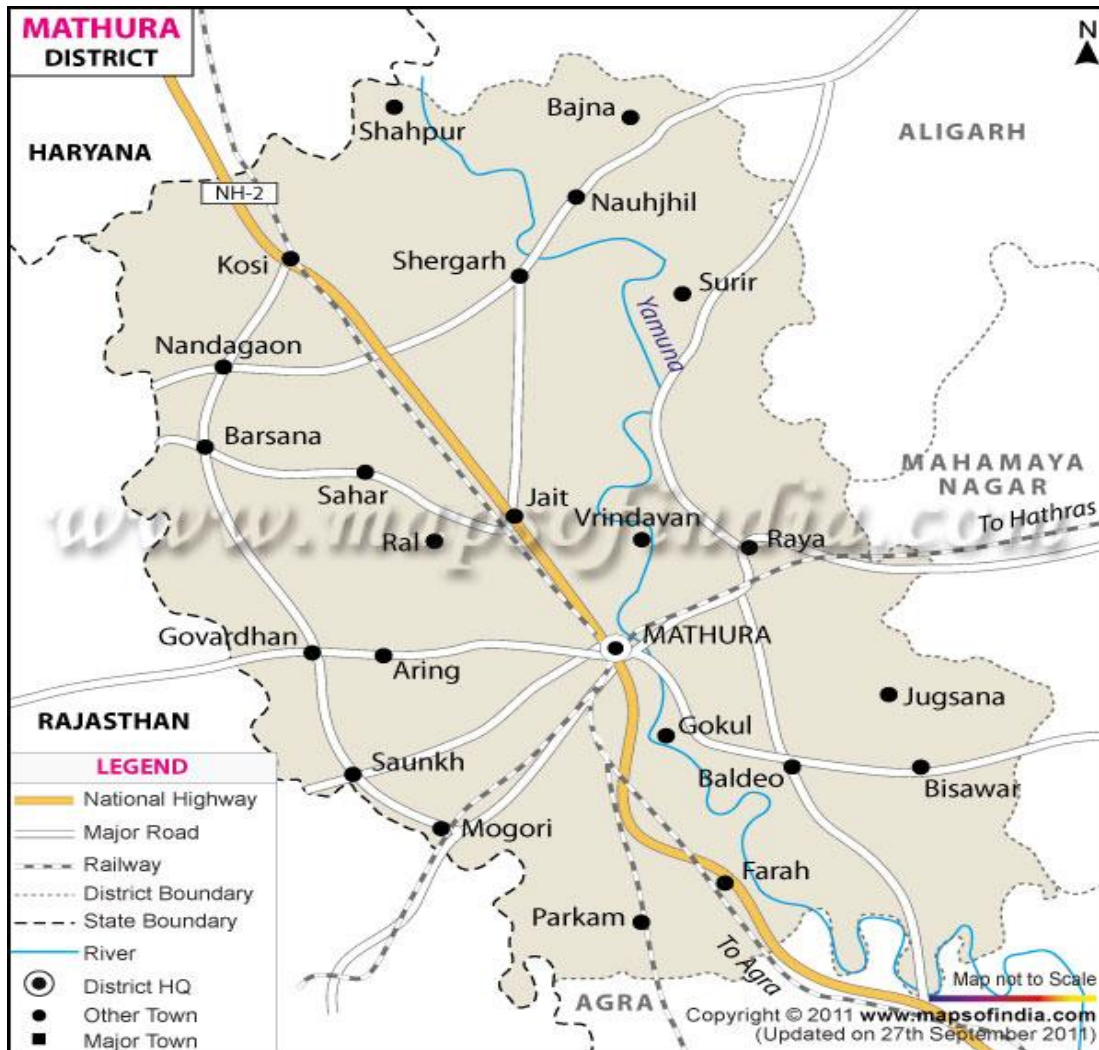 MATHURA
DISTRICT
N
Shahpur
Bajna
ALIGARH
HARYANA
NH-2
Nauhjhil
Kosi
Shergarh
Surir
Yamuna
Nandagaon
Barsana
MAHAMAYA
NAGAR
Sahar
Jait
Vrindavan
To Hathras
www.mapsofindia.com
Ral
Raya
Govardhan
MATHURA
Aring
Jugsana
RAJASTHAN
Gokul
Saunkh
Baldeo
Bisawar
Mogori
Farah
Parkam
To Agra
AGRA
LEGEND
National Highway
Major Road
Railway
District Boundary
State Boundary
River
District HQ
Other Town
Major Town
Map not to Scale
Copyright © 2011 www.mapsofindia.com
(Updated on 27th September 2011)